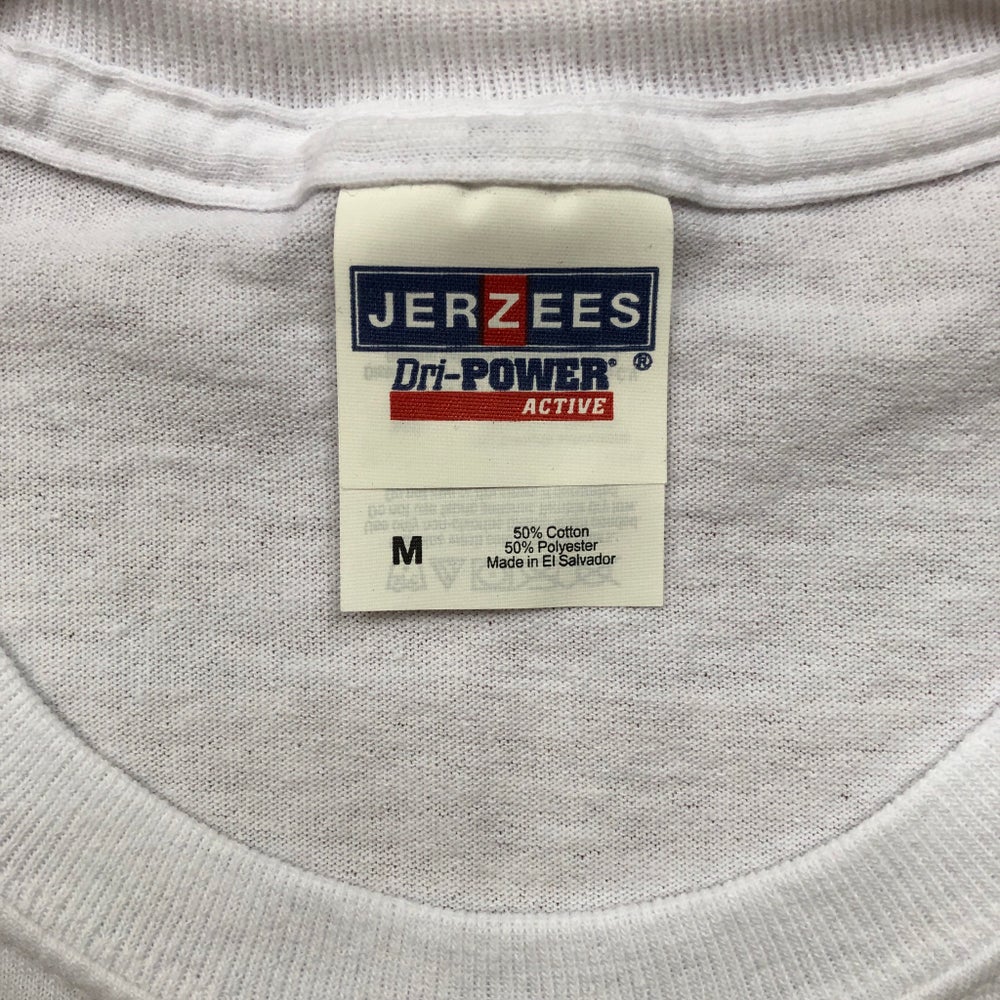 JERZEES
Dri-POWER® ®
ACTIVE
M
50% Cotton
50% Polyester
Made in El Salvador